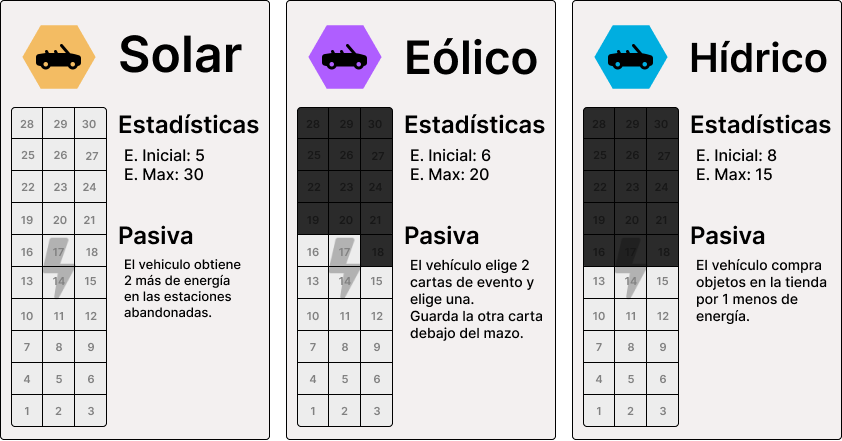 Solar
28 29 30
25 26 27
22 23 24
19 20 21
16 17 18
13 14 15
10 11 12
7 8 9
4 5 6
1 2 3
Estadísticas
E. Inicial: 5
E. Max: 30
Pasiva
El vehiculo obtiene
2 más de energía
en las estaciones
abandonadas.
Eólico
28 29 30
25 26 27
22 23 24
19 20 21
16 17 18
13 14 15
10 11 12
7 8 9
4 5 6
1 2 3
Estadísticas
E. Inicial: 6
E. Max: 20
Pasiva
El vehículo elige 2
cartas de evento y
elige una.
Guarda la otra carta
debajo del mazo.
Hídrico
28 29 30
25 26 27
22 23 24
19 20 21
16 17 18
13 14 15
10 11 12
7 8 9
4 5 6
1 2 3
Estadísticas
E. Inicial: 8
E. Max: 15
Pasiva
El vehículo compra
objetos en la tienda
por 1 menos de
energía.